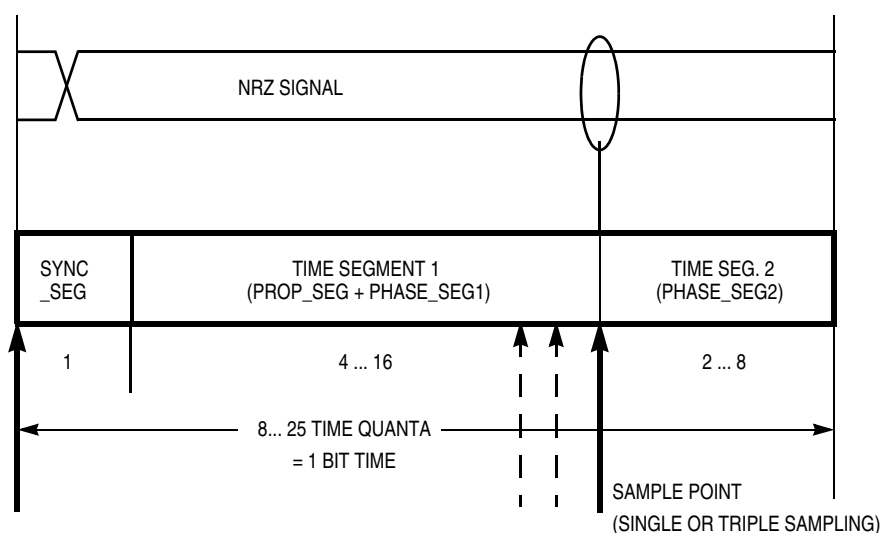 NRZ SIGNAL
SYNC
_SEG
TIME SEGMENT 1
(PROP_SEG + PHASE_SEG1)
TIME SEG. 2
(PHASE_SEG2)
1
4 ... 16
2 ... 8
8... 25 TIME QUANTA
= 1 BIT TIME
SAMPLE POINT
(SINGLE OR TRIPLE SAMPLING)